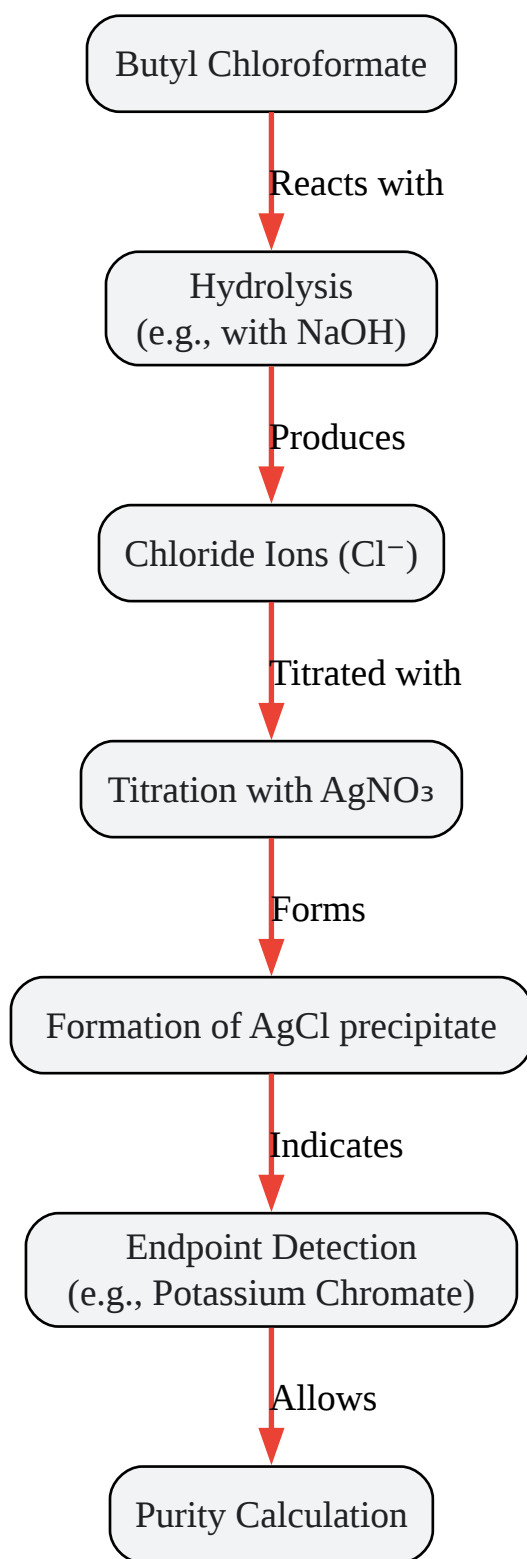 Butyl Chloroformate
Reacts with
Hydrolysis
(e.g., with NaOH)
Produces
Chloride Ions (Cl⁻)
Titrated with
Titration with AgNO₃
Forms
Formation of AgCl precipitate
Indicates
Endpoint Detection
(e.g., Potassium Chromate)
Allows
Purity Calculation